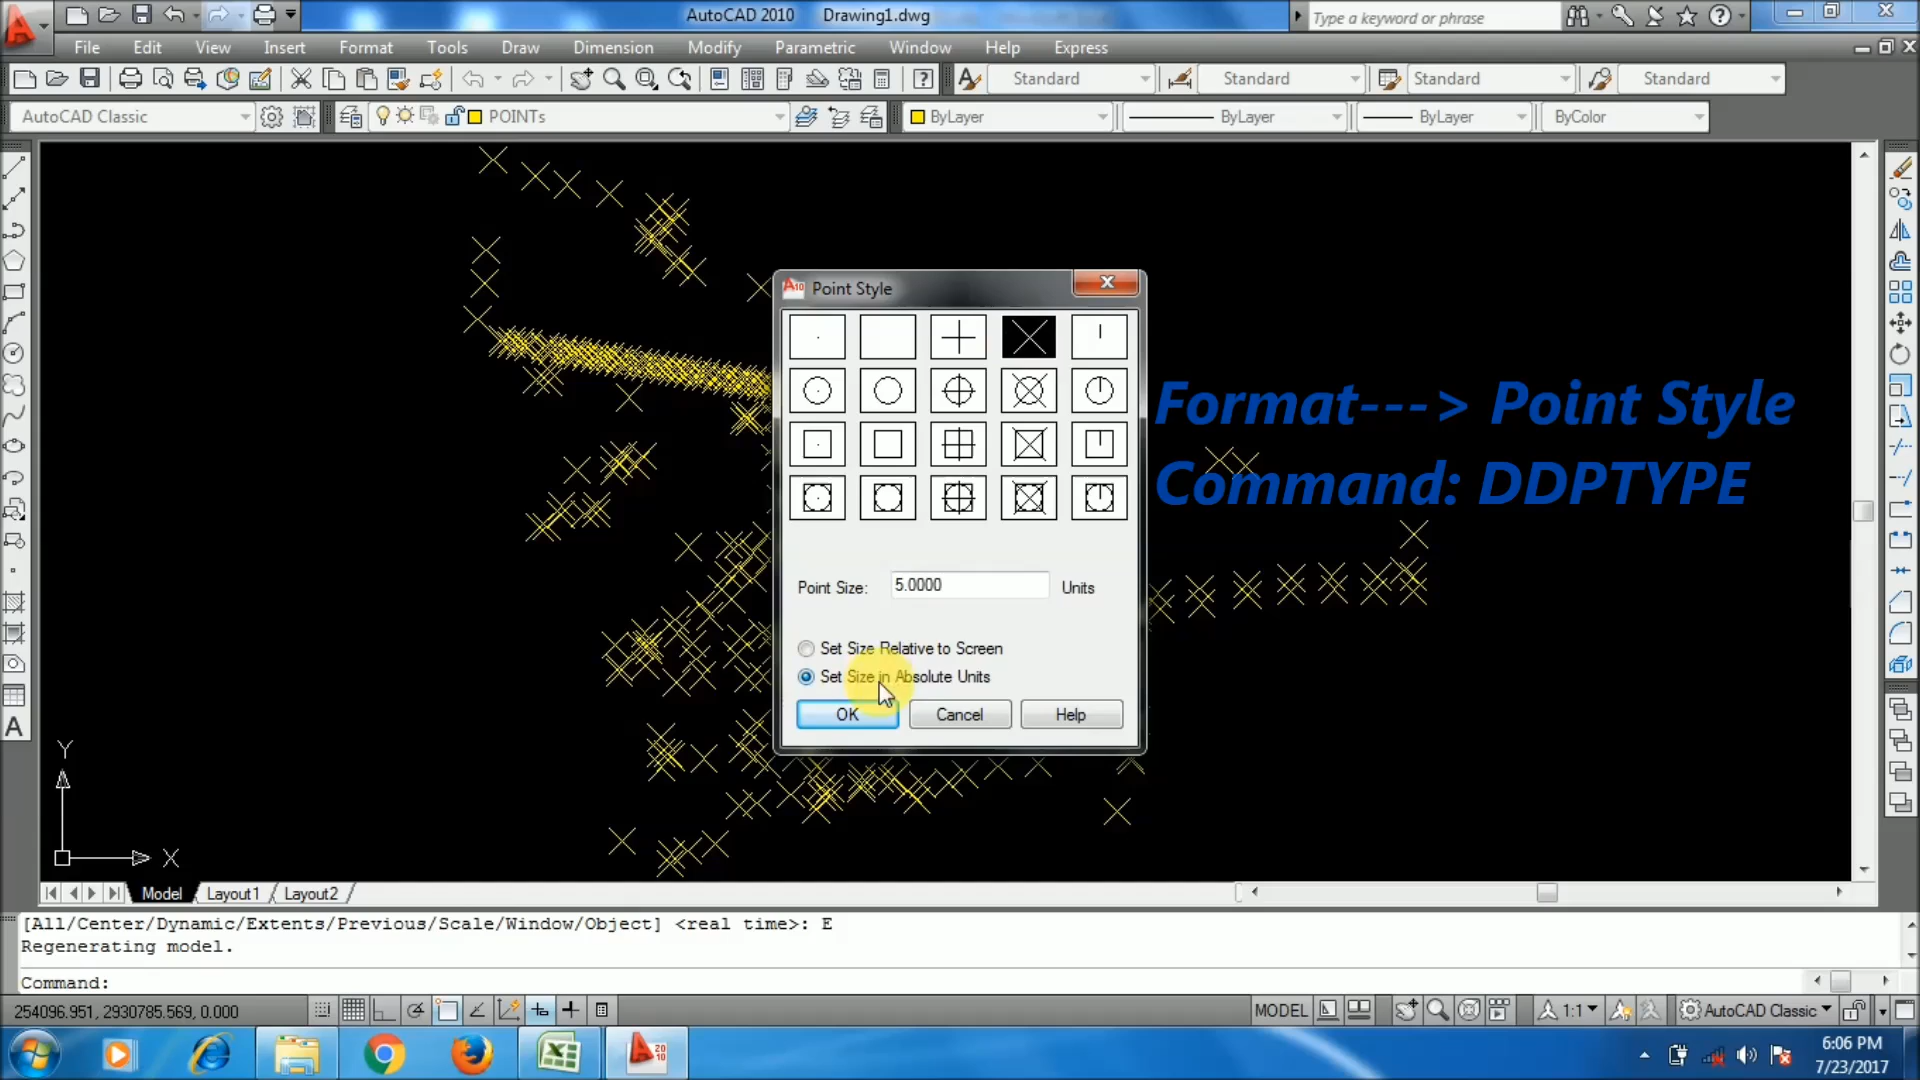 AutoCAD 2010 Drawing1.dwg
Type a keyword or phrase
File Edit View Insert Format Tools Draw Dimension Modify Parametric Window Help Express
Standard Standard Standard Standard
AutoCAD Classic POINTs ByLayer ByLayer ByLayer ByColor
Point Style
Format---> Point Style
Command: DDPTYPE
Point Size: 5.0000 Units
Set Size Relative to Screen
Set Size in Absolute Units
OK Cancel Help
Y
X
Model Layout1 Layout2
[All/Center/Dynamic/Extents/Previous/Scale/Window/Object] <real time>: E
Regenerating model.
Command:
254096.951, 2930785.569, 0.000 MODEL 1:1 AutoCAD Classic
6:06 PM
7/23/2017